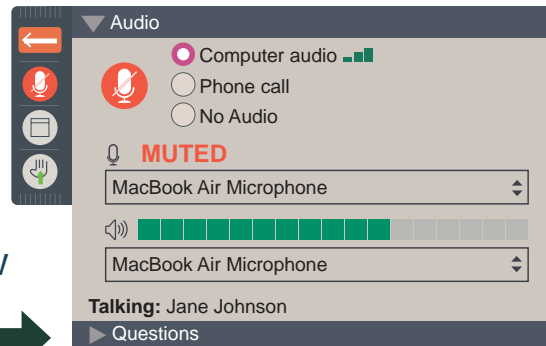 Audio
Computer audio
Phone call
No Audio
MUTED
MacBook Air Microphone
MacBook Air Microphone
Talking: Jane Johnson
Questions